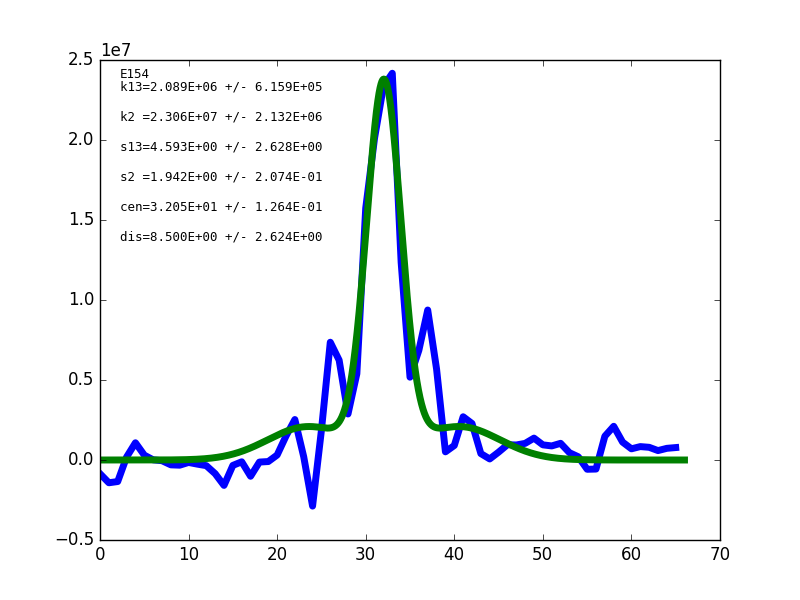 1e7
E154
k13=2.089E+06 +/- 6.159E+05
k2 =2.306E+07 +/- 2.132E+06
s13=4.593E+00 +/- 2.628E+00
s2 =1.942E+00 +/- 2.074E-01
cen=3.205E+01 +/- 1.264E-01
dis=8.500E+00 +/- 2.624E+00
2.5
2.0
1.5
1.0
0.5
0.0
−0.5
0 10 20 30 40 50 60 70